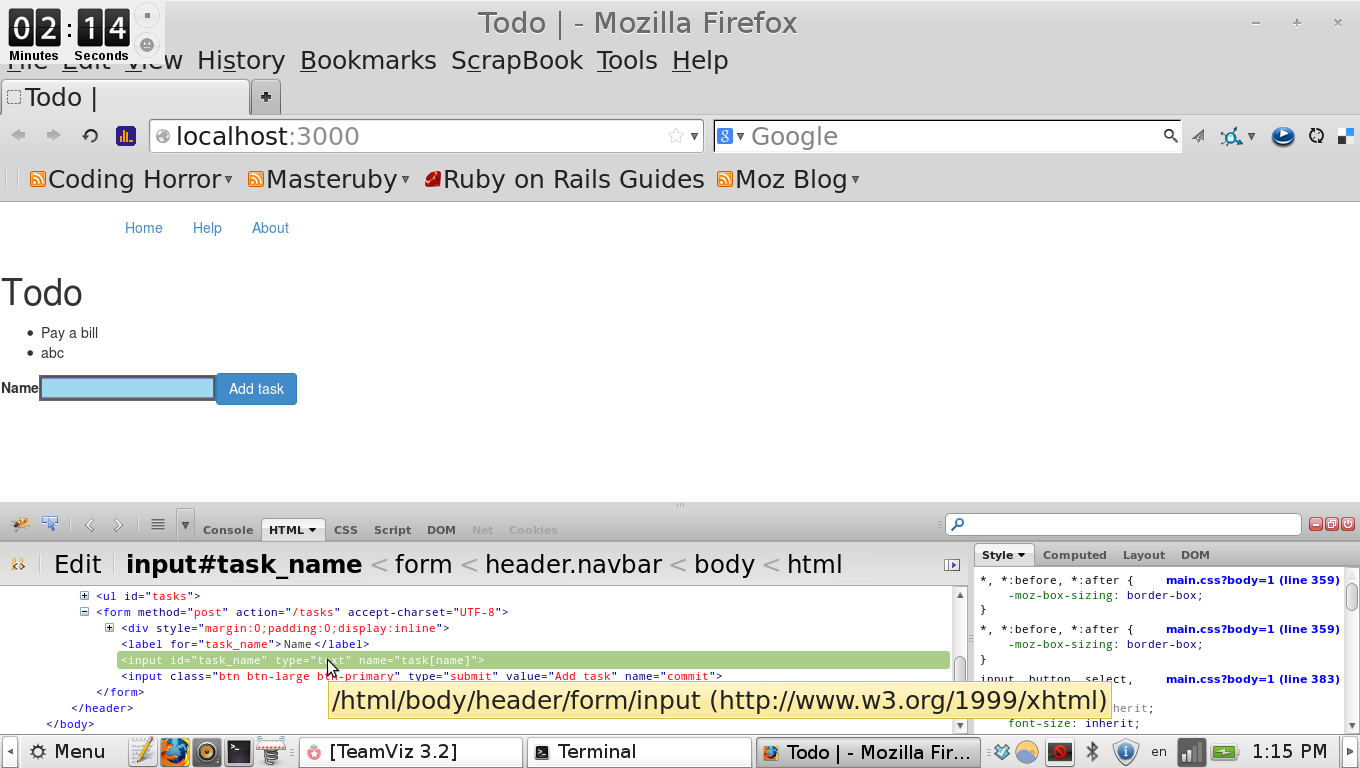 02:14
Minutes Seconds
Todo | - Mozilla Firefox
File Edit View History Bookmarks ScrapBook Tools Help
Todo |
localhost:3000
Google
Coding Horror Masteruby Ruby on Rails Guides Moz Blog
Home Help About
Todo
Pay a bill
abc
Name Add task
Console HTML CSS Script DOM Net Cookies
Edit input#task_name < form < header.navbar < body < html
Style Computed Layout DOM
<ul id="tasks">
<form method="post" action="/tasks" accept-charset="UTF-8">
<div style="margin:0;padding:0;display:inline">
<label for="task_name">Name</label>
<input id="task_name" type="text" name="task[name]">
<input class="btn btn-large btn-primary" type="submit" value="Add task" name="commit">
</form>
</header>
</body>
/html/body/header/form/input (http://www.w3.org/1999/xhtml)
*, *:before, *:after { main.css?body=1 (line 359)
-moz-box-sizing: border-box;
}
*, *:before, *:after { main.css?body=1 (line 359)
-moz-box-sizing: border-box;
}
input, button, select, main.css?body=1 (line 383)
inherit;
font-size: inherit;
Menu [TeamViz 3.2] Terminal Todo | - Mozilla Fir... en 1:15 PM